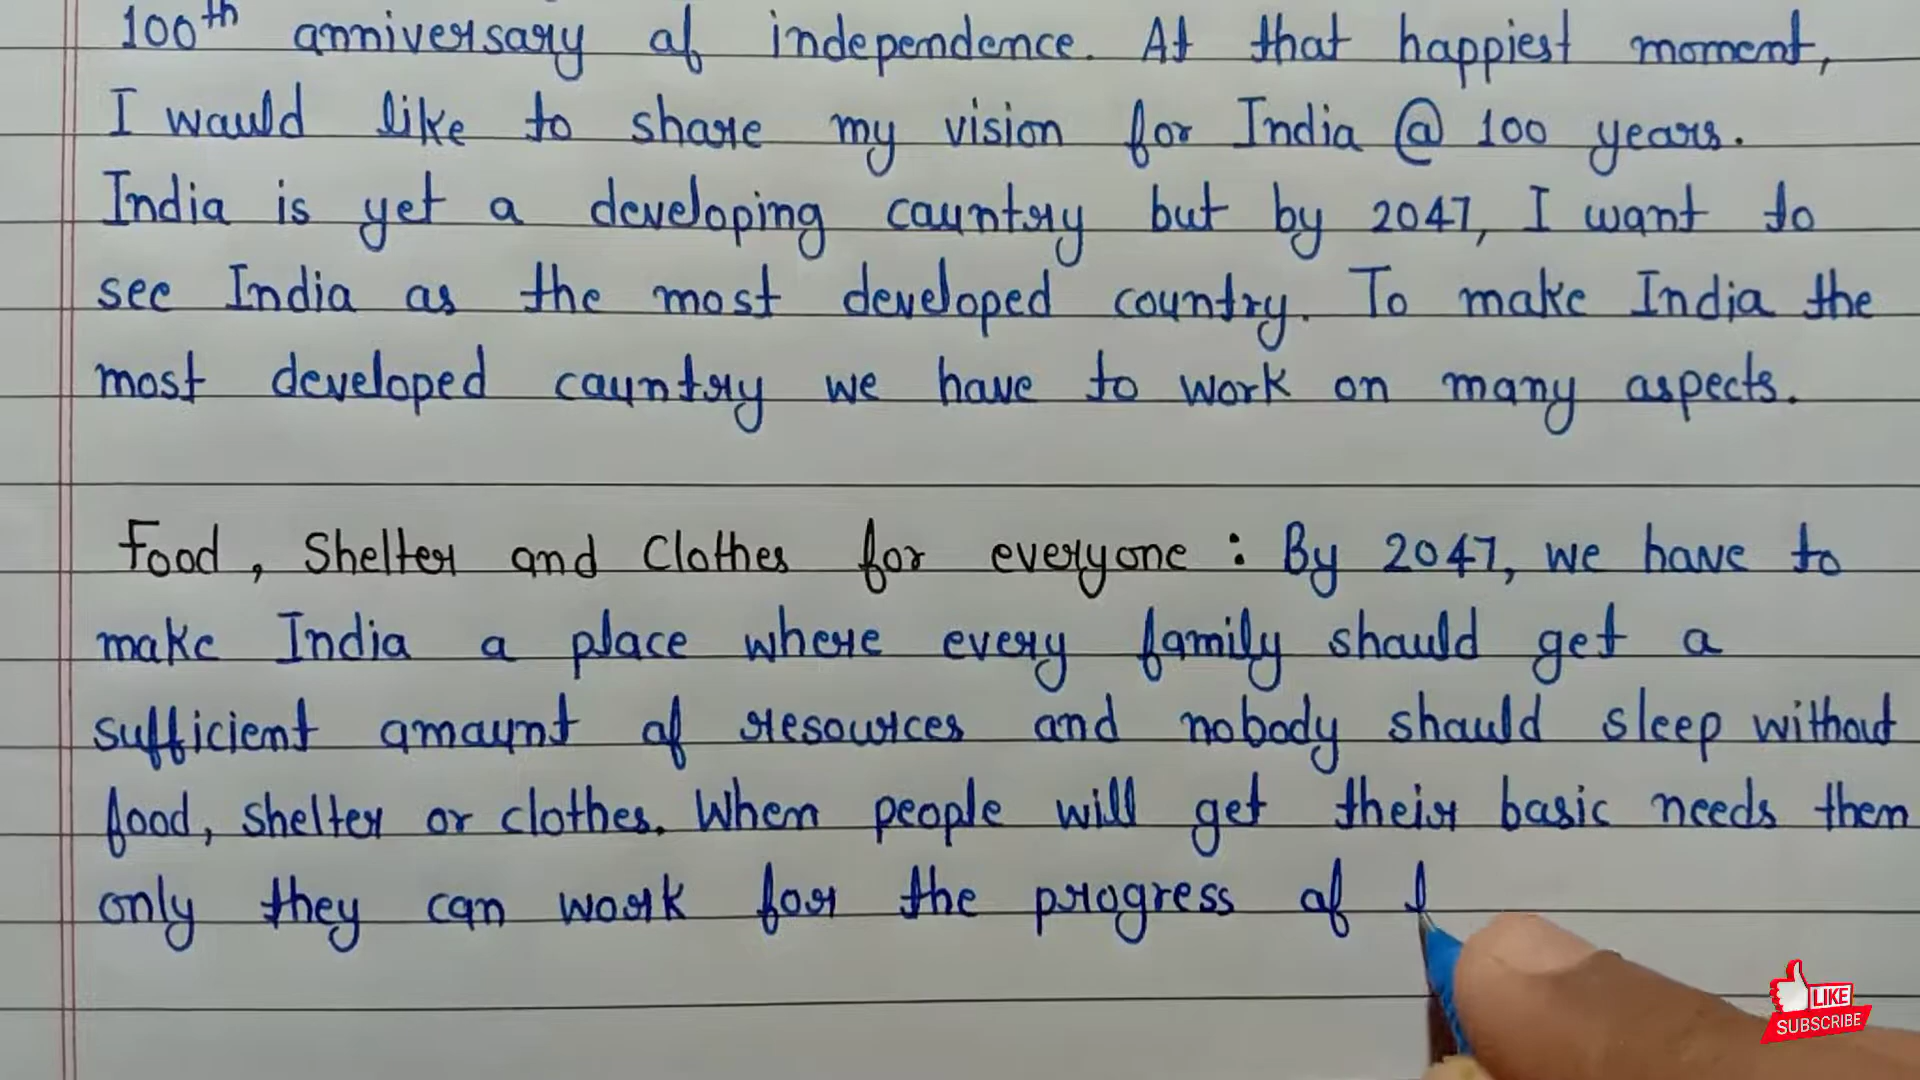 100th anniversary of independence. At that happiest moment,
I would like to share my vision for India @ 100 years.
India is yet a developing country but by 2047, I want to
see India as the most developed country. To make India the
most developed country we have to work on many aspects.
Food, Shelter and Clothes for everyone : By 2047, we have to
make India a place where every family should get a
sufficient amount of resources and nobody should sleep without
food, shelter or clothes. When people will get their basic needs then
only they can work for the progress of I
LIKE
SUBSCRIBE